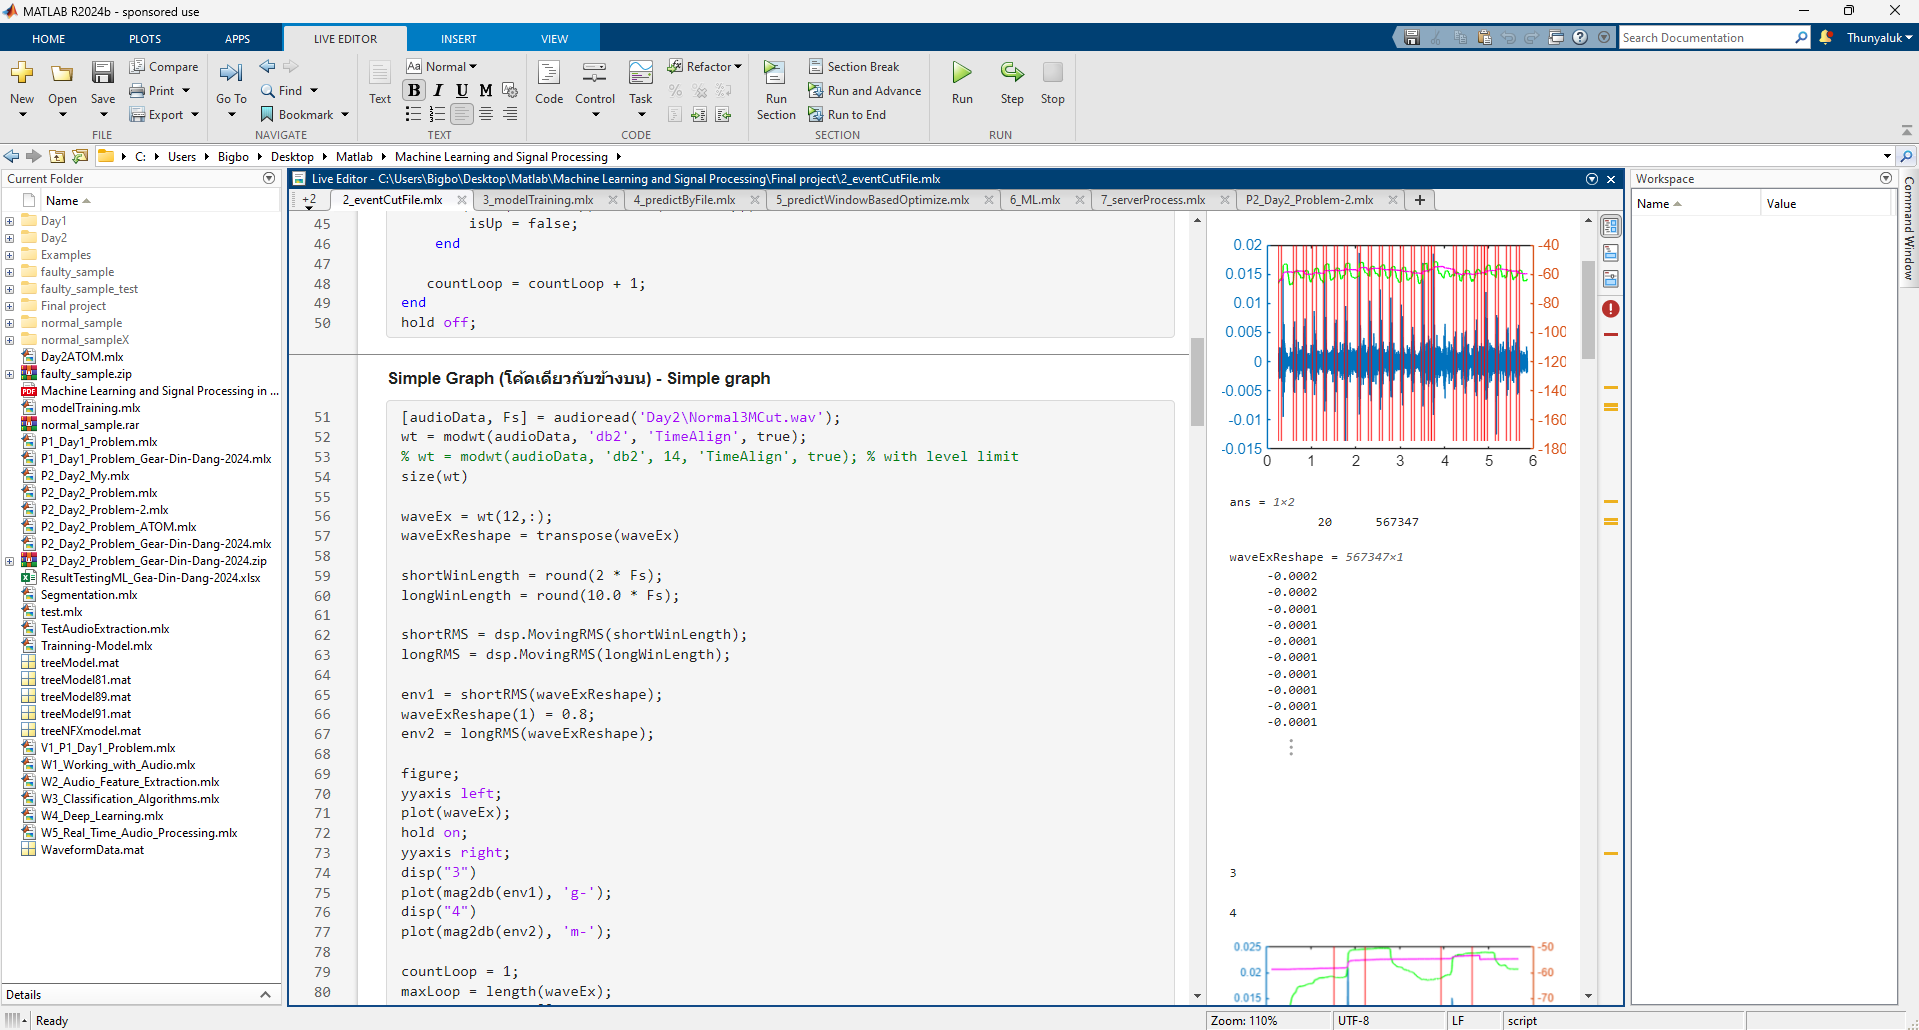 MATLAB R2024b - sponsored use
HOME PLOTS APPS LIVE EDITOR INSERT VIEW
Search Documentation
Thunyaluk
New Open Save Compare Print Export
FILE
Go To Find Bookmark
NAVIGATE
Text Aa Normal
B I U M
TEXT
Code Control Task Refactor
CODE
Run Section
Section Break
Run and Advance
Run to End
SECTION
Run Step Stop
RUN
C: Users Bigbo Desktop Matlab Machine Learning and Signal Processing
Current Folder
Name
Day1
Day2
Examples
faulty_sample
faulty_sample_test
Final project
normal_sample
normal_sampleX
Day2ATOM.mlx
faulty_sample.zip
Machine Learning and Signal Processing in ...
modelTraining.mlx
normal_sample.rar
P1_Day1_Problem.mlx
P1_Day1_Problem_Gear-Din-Dang-2024.mlx
P2_Day2_My.mlx
P2_Day2_Problem.mlx
P2_Day2_Problem-2.mlx
P2_Day2_Problem_ATOM.mlx
P2_Day2_Problem_Gear-Din-Dang-2024.mlx
P2_Day2_Problem_Gear-Din-Dang-2024.zip
ResultTestingML_Gea-Din-Dang-2024.xlsx
Segmentation.mlx
test.mlx
TestAudioExtraction.mlx
Trainning-Model.mlx
treeModel.mat
treeModel81.mat
treeModel89.mat
treeModel91.mat
treeNFXmodel.mat
V1_P1_Day1_Problem.mlx
W1_Working_with_Audio.mlx
W2_Audio_Feature_Extraction.mlx
W3_Classification_Algorithms.mlx
W4_Deep_Learning.mlx
W5_Real_Time_Audio_Processing.mlx
WaveformData.mat
Details
Live Editor - C:\Users\Bigbo\Desktop\Matlab\Machine Learning and Signal Processing\Final project\2_eventCutFile.mlx
+2 2_eventCutFile.mlx 3_modelTraining.mlx 4_predictByFile.mlx 5_predictWindowBasedOptimize.mlx 6_ML.mlx 7_serverProcess.mlx P2_Day2_Problem-2.mlx +
45 isUp = false;
46 end
47
48 countLoop = countLoop + 1;
49 end
50 hold off;
Simple Graph (โค้ดเดียวกับข้างบน) - Simple graph
51 [audioData, Fs] = audioread('Day2\Normal3MCut.wav');
52 wt = modwt(audioData, 'db2', 'TimeAlign', true);
53 % wt = modwt(audioData, 'db2', 14, 'TimeAlign', true); % with level limit
54 size(wt)
55
56 waveEx = wt(12,:);
57 waveExReshape = transpose(waveEx)
58
59 shortWinLength = round(2 * Fs);
60 longWinLength = round(10.0 * Fs);
61
62 shortRMS = dsp.MovingRMS(shortWinLength);
63 longRMS = dsp.MovingRMS(longWinLength);
64
65 env1 = shortRMS(waveExReshape);
66 waveExReshape(1) = 0.8;
67 env2 = longRMS(waveExReshape);
68
69 figure;
70 yyaxis left;
71 plot(waveEx);
72 hold on;
73 yyaxis right;
74 disp("3")
75 plot(mag2db(env1), 'g-');
76 disp("4")
77 plot(mag2db(env2), 'm-');
78
79 countLoop = 1;
80 maxLoop = length(waveEx);
0.02
0.015
0.01
0.005
0
-0.005
-0.01
-0.015
-40
-60
-80
-100
-120
-140
-160
-180
0 1 2 3 4 5 6
ans = 1×2
20 567347
waveExReshape = 567347×1
-0.0002
-0.0002
-0.0001
-0.0001
-0.0001
-0.0001
-0.0001
-0.0001
-0.0001
-0.0001
⋮
3
4
0.025
0.02
0.015
-50
-60
-70
Workspace
Name Value
Command Window
Ready
Zoom: 110% UTF-8 LF script